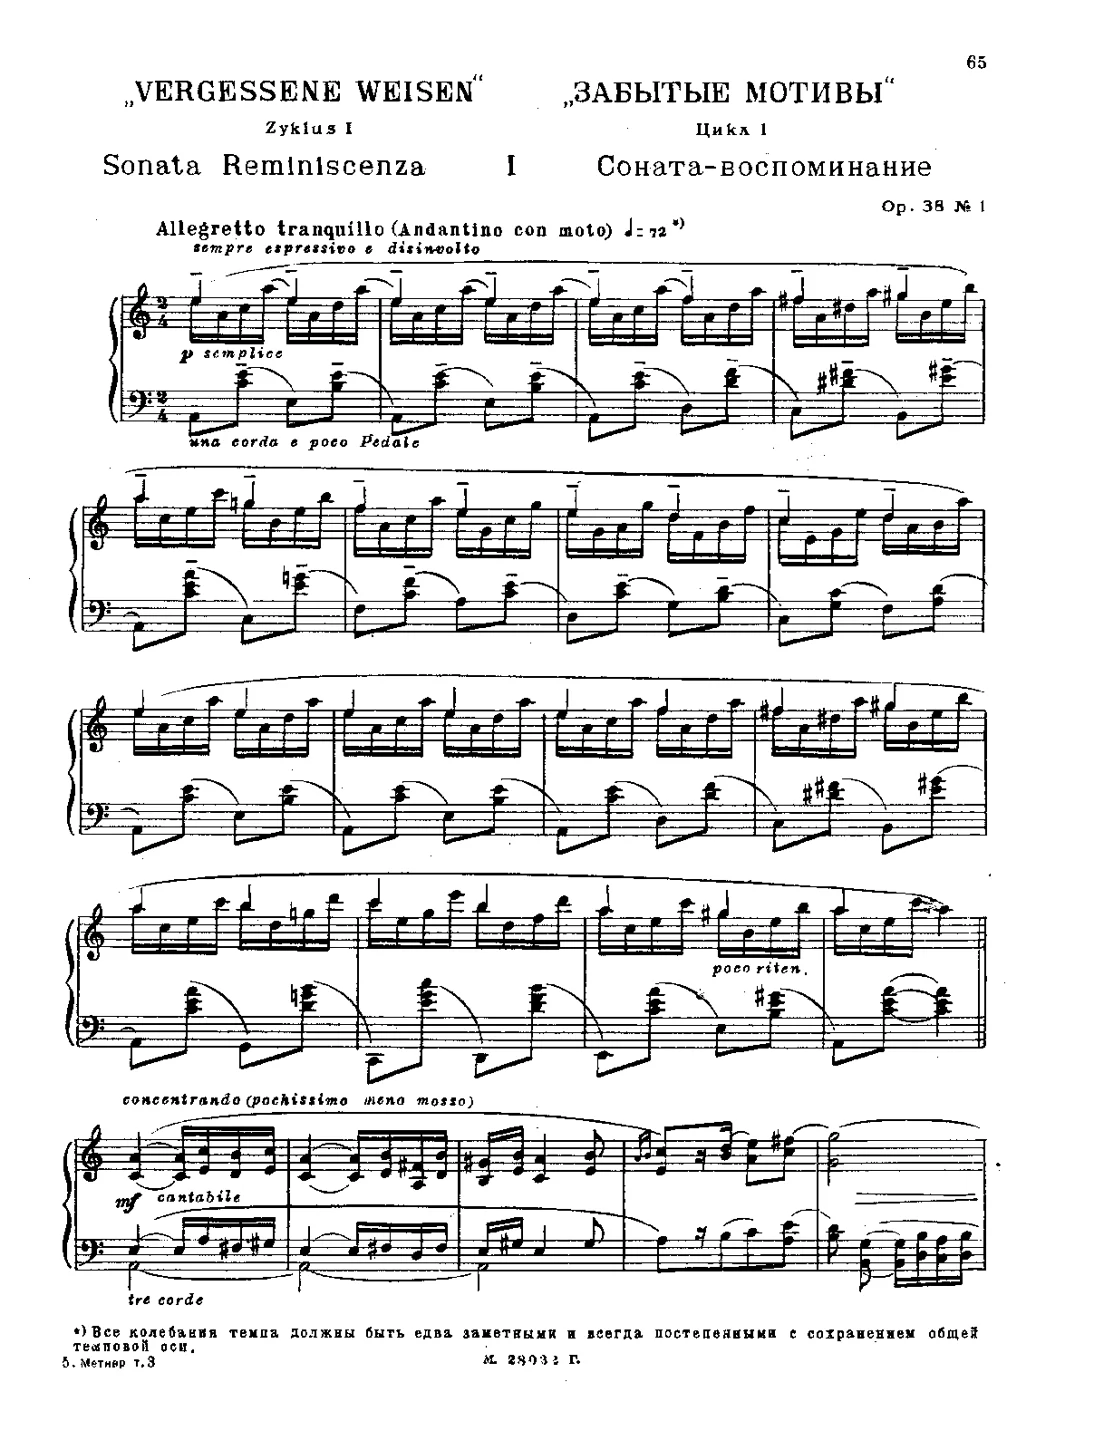 65
„VERGESSENE WEISEN“ „ЗАБЫТЫЕ МОТИВЫ“
Zyklus I Цикл I
Sonata Reminiscenza I Соната-воспоминание
Op. 38 № 1
Allegretto tranquillo (Andantino con moto) ♩=72 *)
sempre espressivo e disinvolto
p semplice
una corda e poco Pedale
poco riten.
concentrando (pochissimo meno mosso)
mf cantabile
tre corde
*) Все колебания темпа должны быть едва заметными и всегда постепенными с сохранением общей
темповой оси.
5. Метнер т.3 М. 28032 Г.